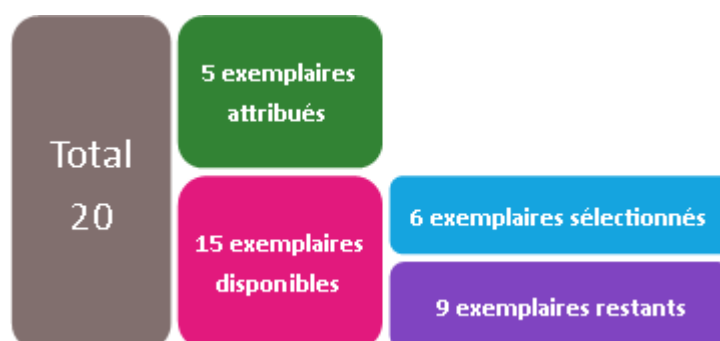 Total
20
5 exemplaires
attribués
15 exemplaires
disponibles
6 exemplaires sélectionnés
9 exemplaires restants